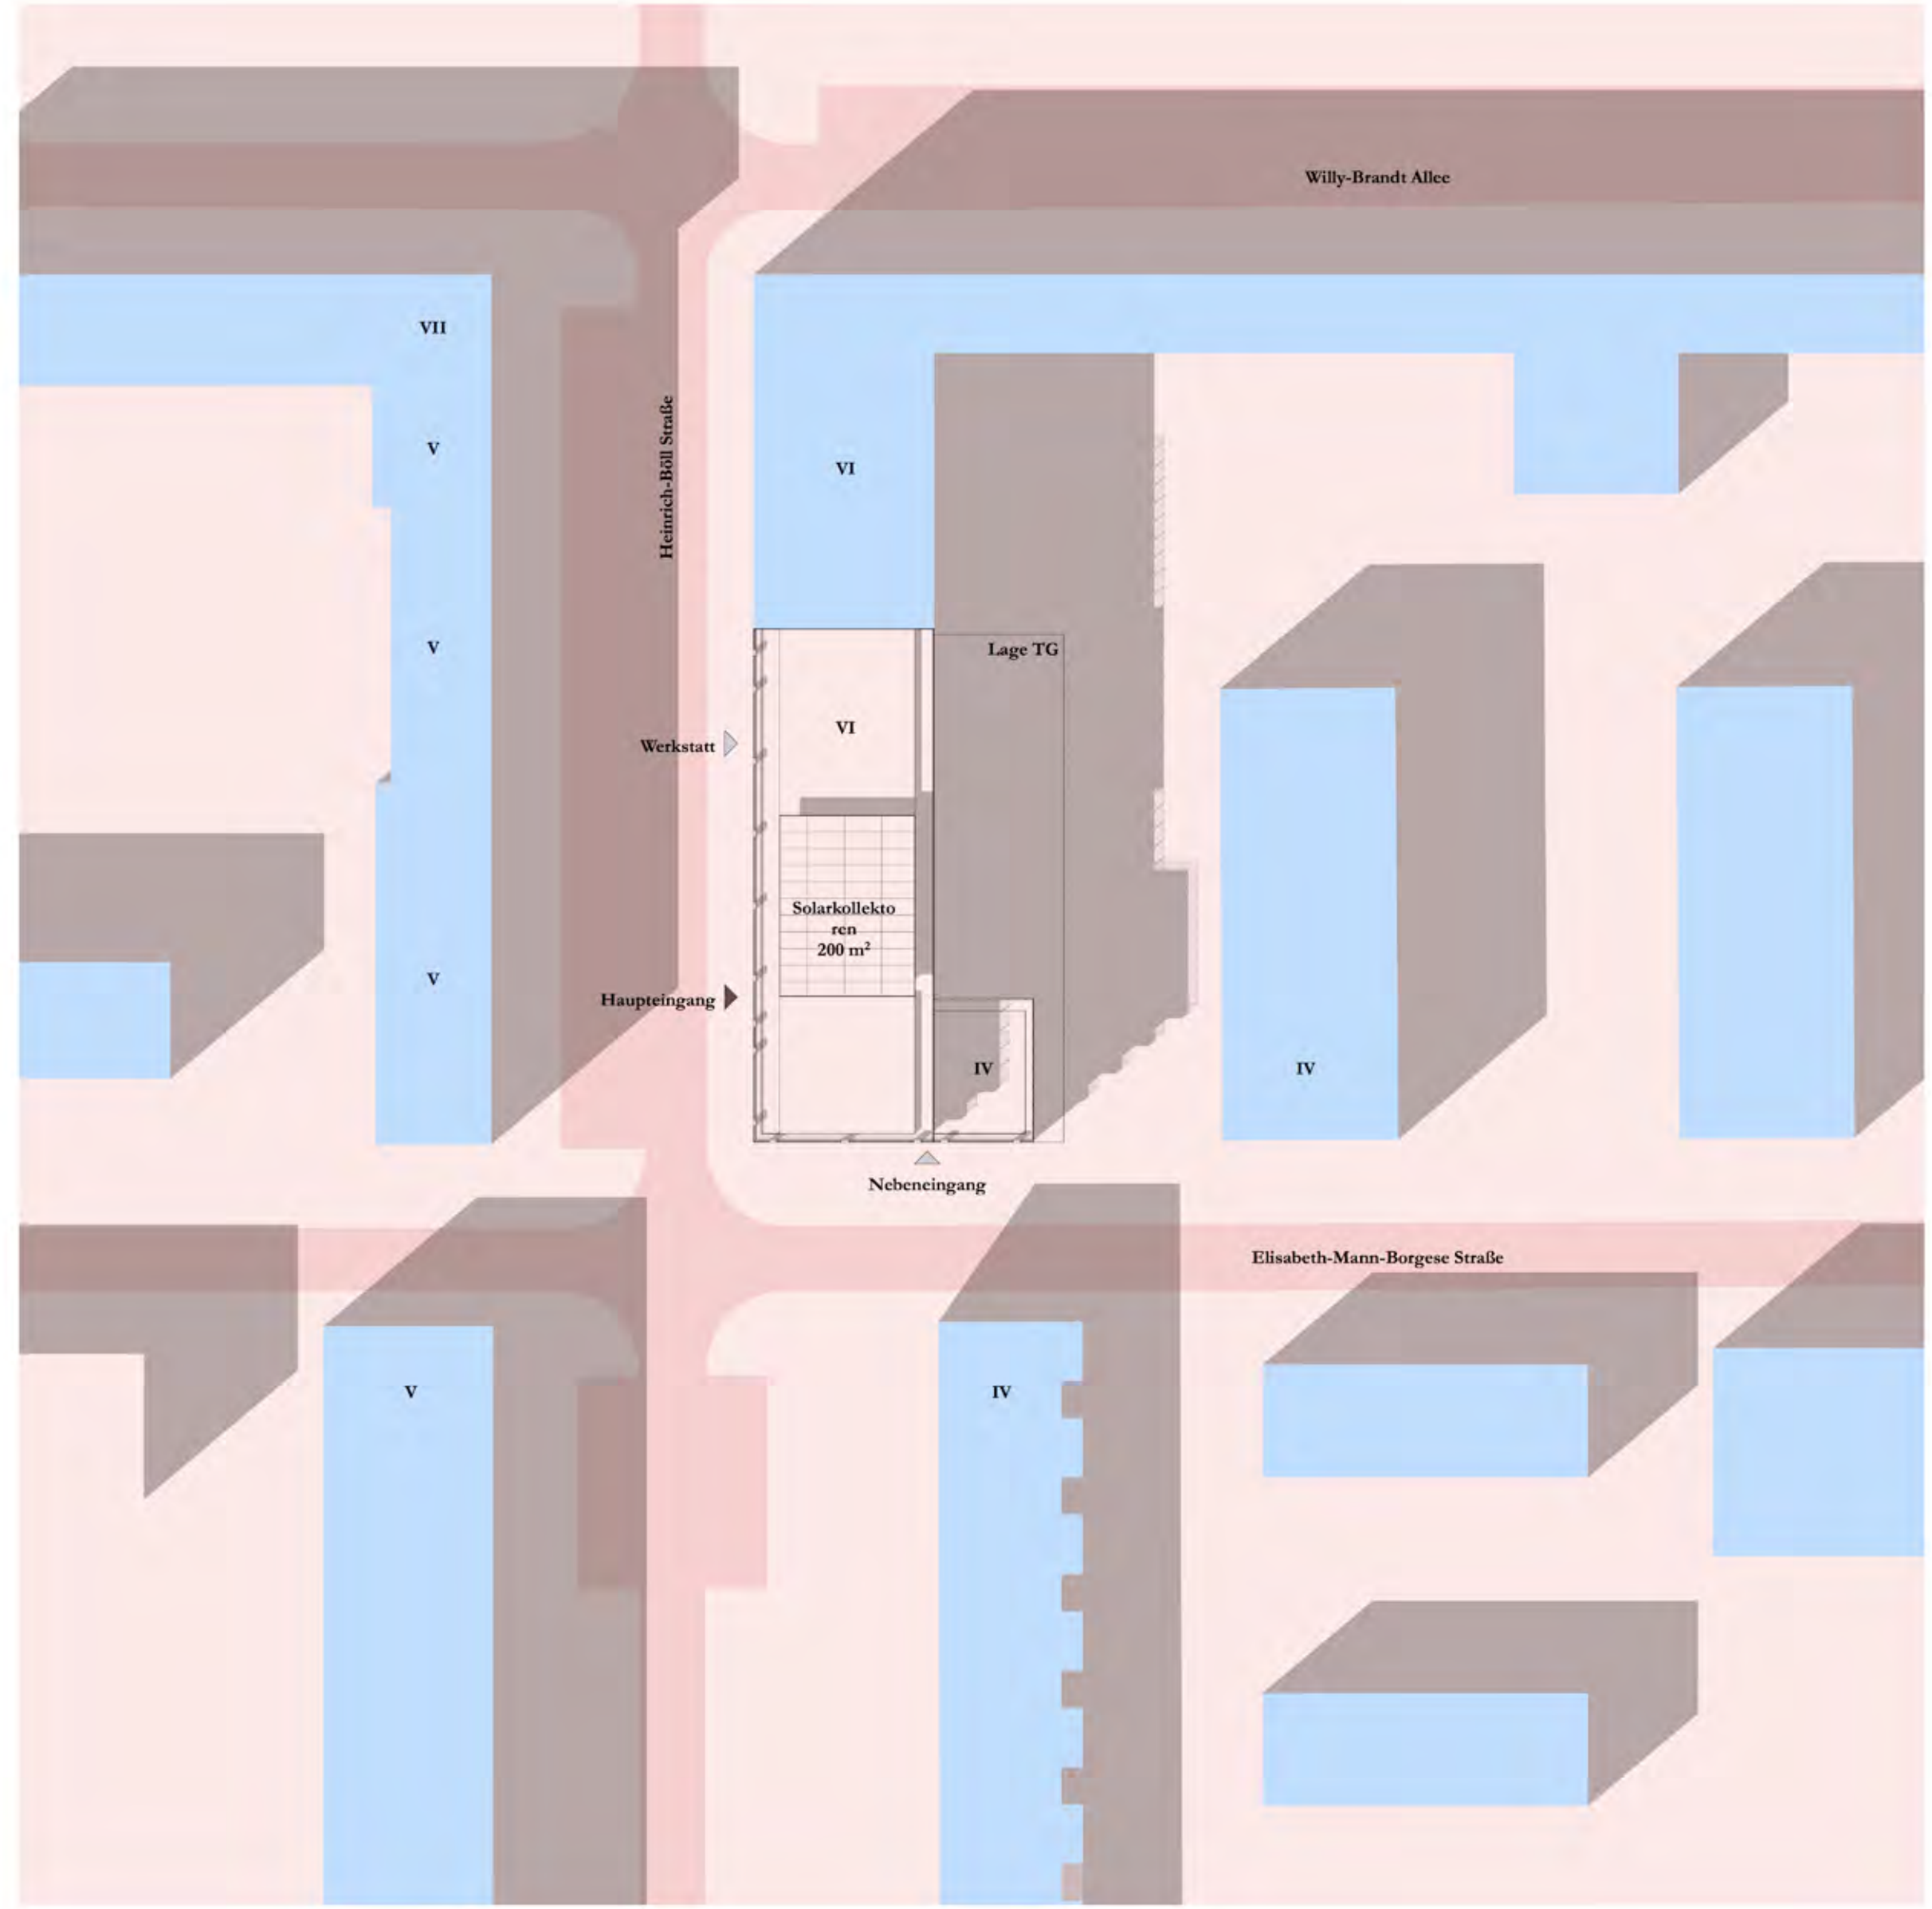 Willy-Brandt Allee
VII
Heinrich-Böll Straße
V
VI
V
Lage TG
VI
Werkstatt
Solarkollekto
ren
200 m²
V
Haupteingang
IV
IV
Nebeneingang
Elisabeth-Mann-Borgese Straße
V
IV